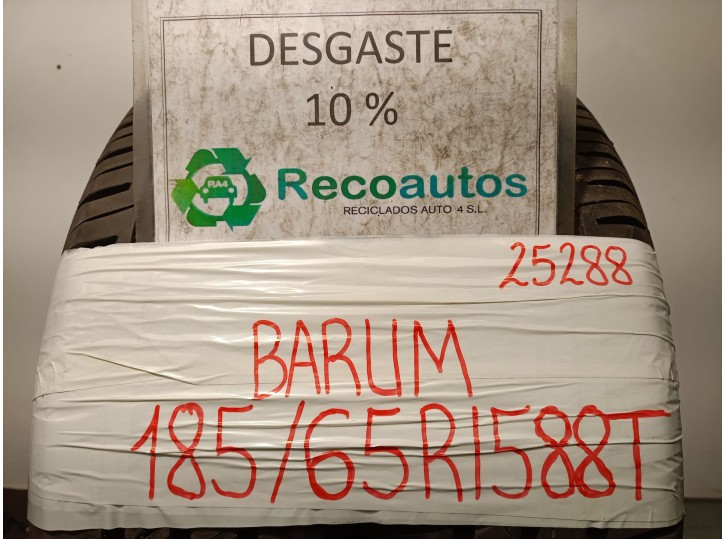 DESGASTE
10 %
RA4
Recoautos
RECICLADOS AUTO 4 S.L.
25288
BARUM
185/65R1588T